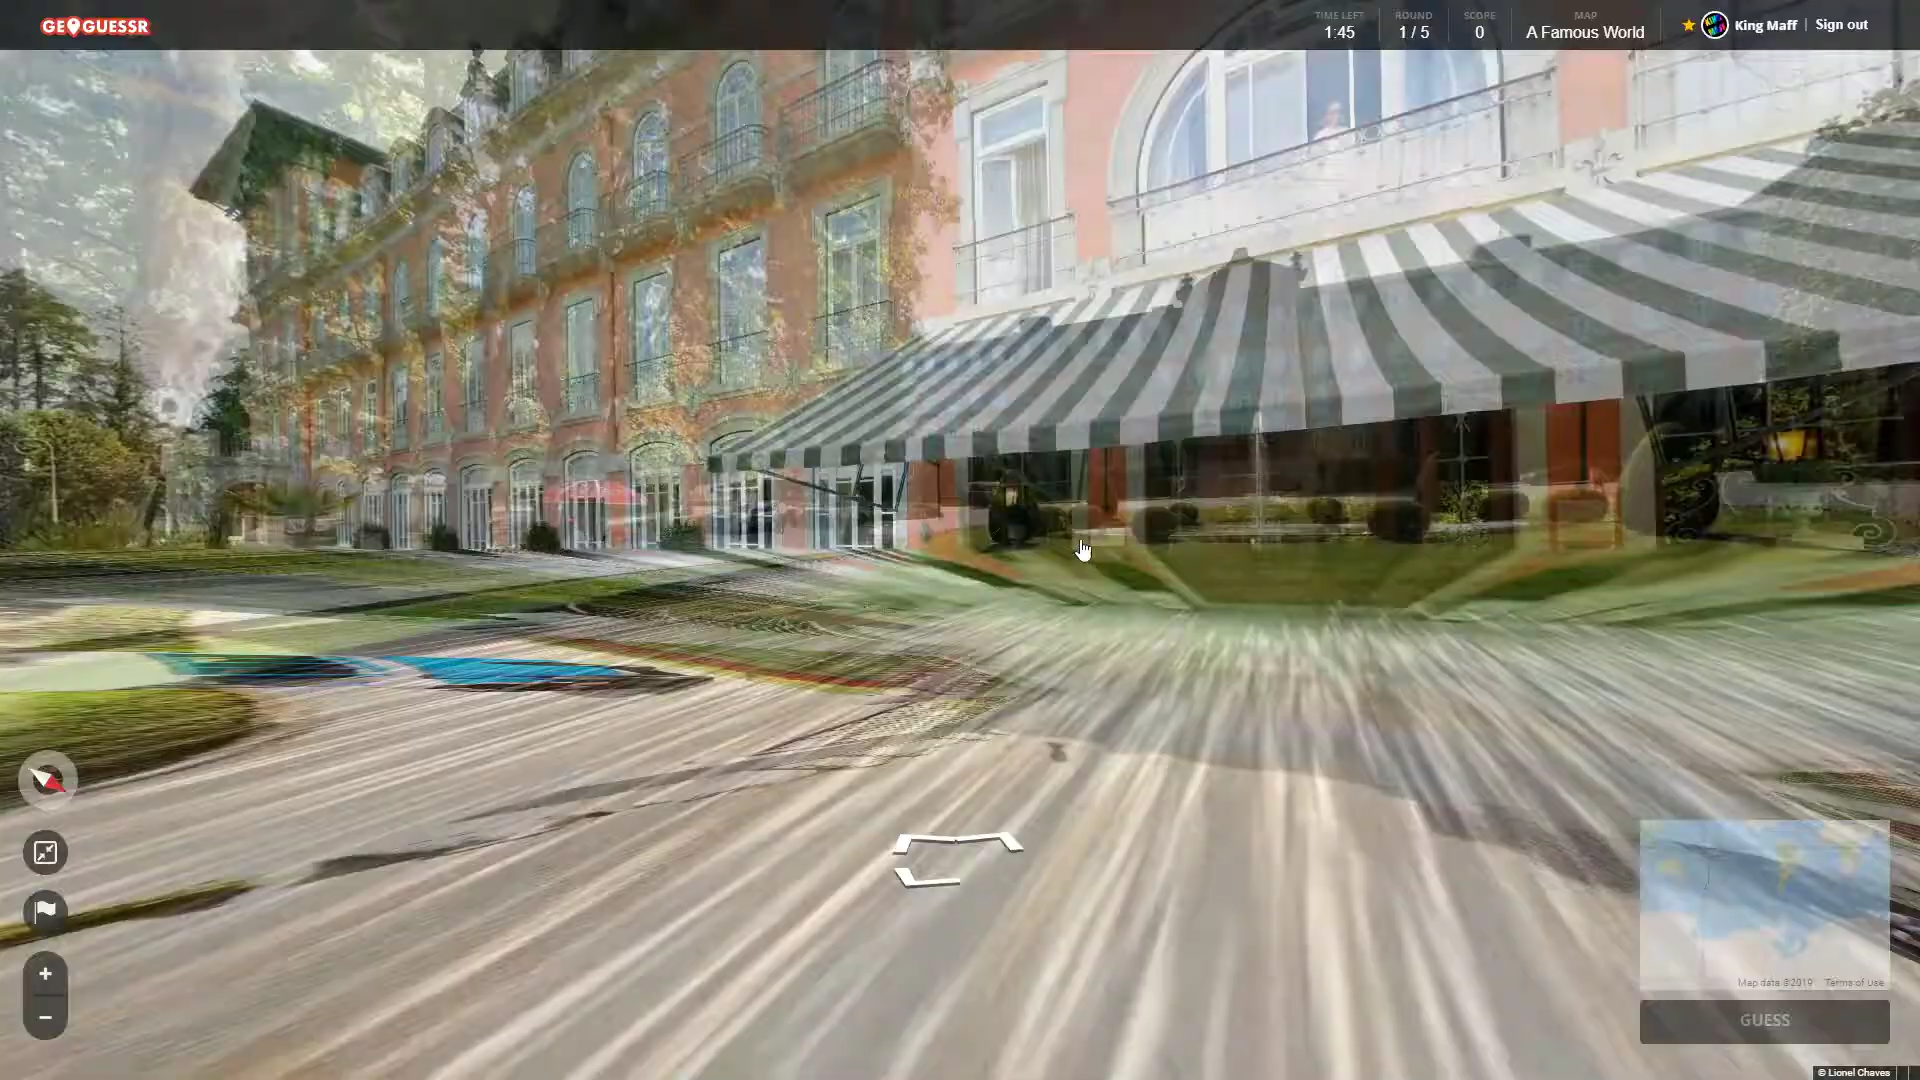 GEOGUESSR
TIME LEFT
1:45
ROUND
1 / 5
SCORE
0
MAP
A Famous World
King Maff
Sign out
Map data ©2019
Terms of Use
GUESS
© Lionel Chaves